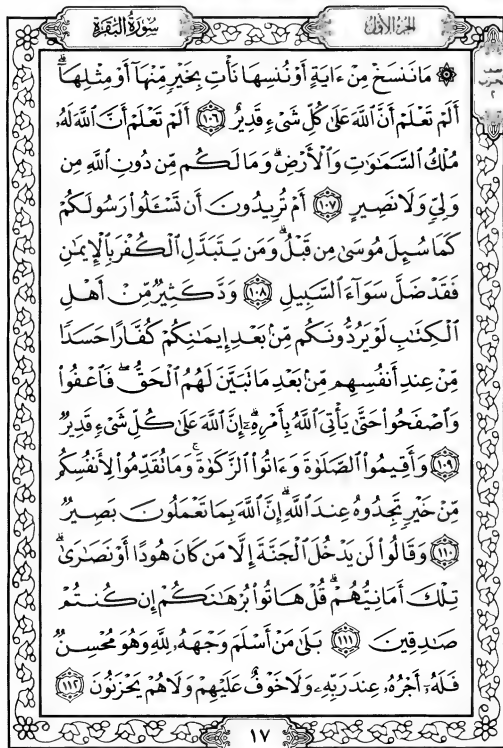 سُورَةُ البَقَرَةِ الجُزْءُ الأَوَّلُ
نصف
الحزب
٢
۞ مَا نَنسَخْ مِنْ ءَايَةٍ أَوْ نُنسِهَا نَأْتِ بِخَيْرٍ مِّنْهَآ أَوْ مِثْلِهَآۗ
أَلَمْ تَعْلَمْ أَنَّ ٱللَّهَ عَلَىٰ كُلِّ شَىْءٍ قَدِيرٌ ١٠٦ أَلَمْ تَعْلَمْ أَنَّ ٱللَّهَ لَهُۥ
مُلْكُ ٱلسَّمَٰوَٰتِ وَٱلْأَرْضِۗ وَمَا لَكُم مِّن دُونِ ٱللَّهِ مِن
وَلِىٍّ وَلَا نَصِيرٍ ١٠٧ أَمْ تُرِيدُونَ أَن تَسْـَٔلُوا۟ رَسُولَكُمْ
كَمَا سُئِلَ مُوسَىٰ مِن قَبْلُۗ وَمَن يَتَبَدَّلِ ٱلْكُفْرَ بِٱلْإِيمَٰنِ
فَقَدْ ضَلَّ سَوَآءَ ٱلسَّبِيلِ ١٠٨ وَدَّ كَثِيرٌ مِّنْ أَهْلِ
ٱلْكِتَٰبِ لَوْ يَرُدُّونَكُم مِّنۢ بَعْدِ إِيمَٰنِكُمْ كُفَّارًا حَسَدًا
مِّنْ عِندِ أَنفُسِهِم مِّنۢ بَعْدِ مَا تَبَيَّنَ لَهُمُ ٱلْحَقُّۖ فَٱعْفُوا۟
وَٱصْفَحُوا۟ حَتَّىٰ يَأْتِىَ ٱللَّهُ بِأَمْرِهِۦٓۗ إِنَّ ٱللَّهَ عَلَىٰ كُلِّ شَىْءٍ قَدِيرٌ
١٠٩ وَأَقِيمُوا۟ ٱلصَّلَوٰةَ وَءَاتُوا۟ ٱلزَّكَوٰةَۚ وَمَا تُقَدِّمُوا۟ لِأَنفُسِكُم
مِّنْ خَيْرٍ تَجِدُوهُ عِندَ ٱللَّهِۗ إِنَّ ٱللَّهَ بِمَا تَعْمَلُونَ بَصِيرٌ
١١٠ وَقَالُوا۟ لَن يَدْخُلَ ٱلْجَنَّةَ إِلَّا مَن كَانَ هُودًا أَوْ نَصَٰرَىٰۗ
تِلْكَ أَمَانِيُّهُمْۗ قُلْ هَاتُوا۟ بُرْهَٰنَكُمْ إِن كُنتُمْ
صَٰدِقِينَ ١١١ بَلَىٰ مَنْ أَسْلَمَ وَجْهَهُۥ لِلَّهِ وَهُوَ مُحْسِنٌ
فَلَهُۥٓ أَجْرُهُۥ عِندَ رَبِّهِۦ وَلَا خَوْفٌ عَلَيْهِمْ وَلَا هُمْ يَحْزَنُونَ ١١٢
١٧